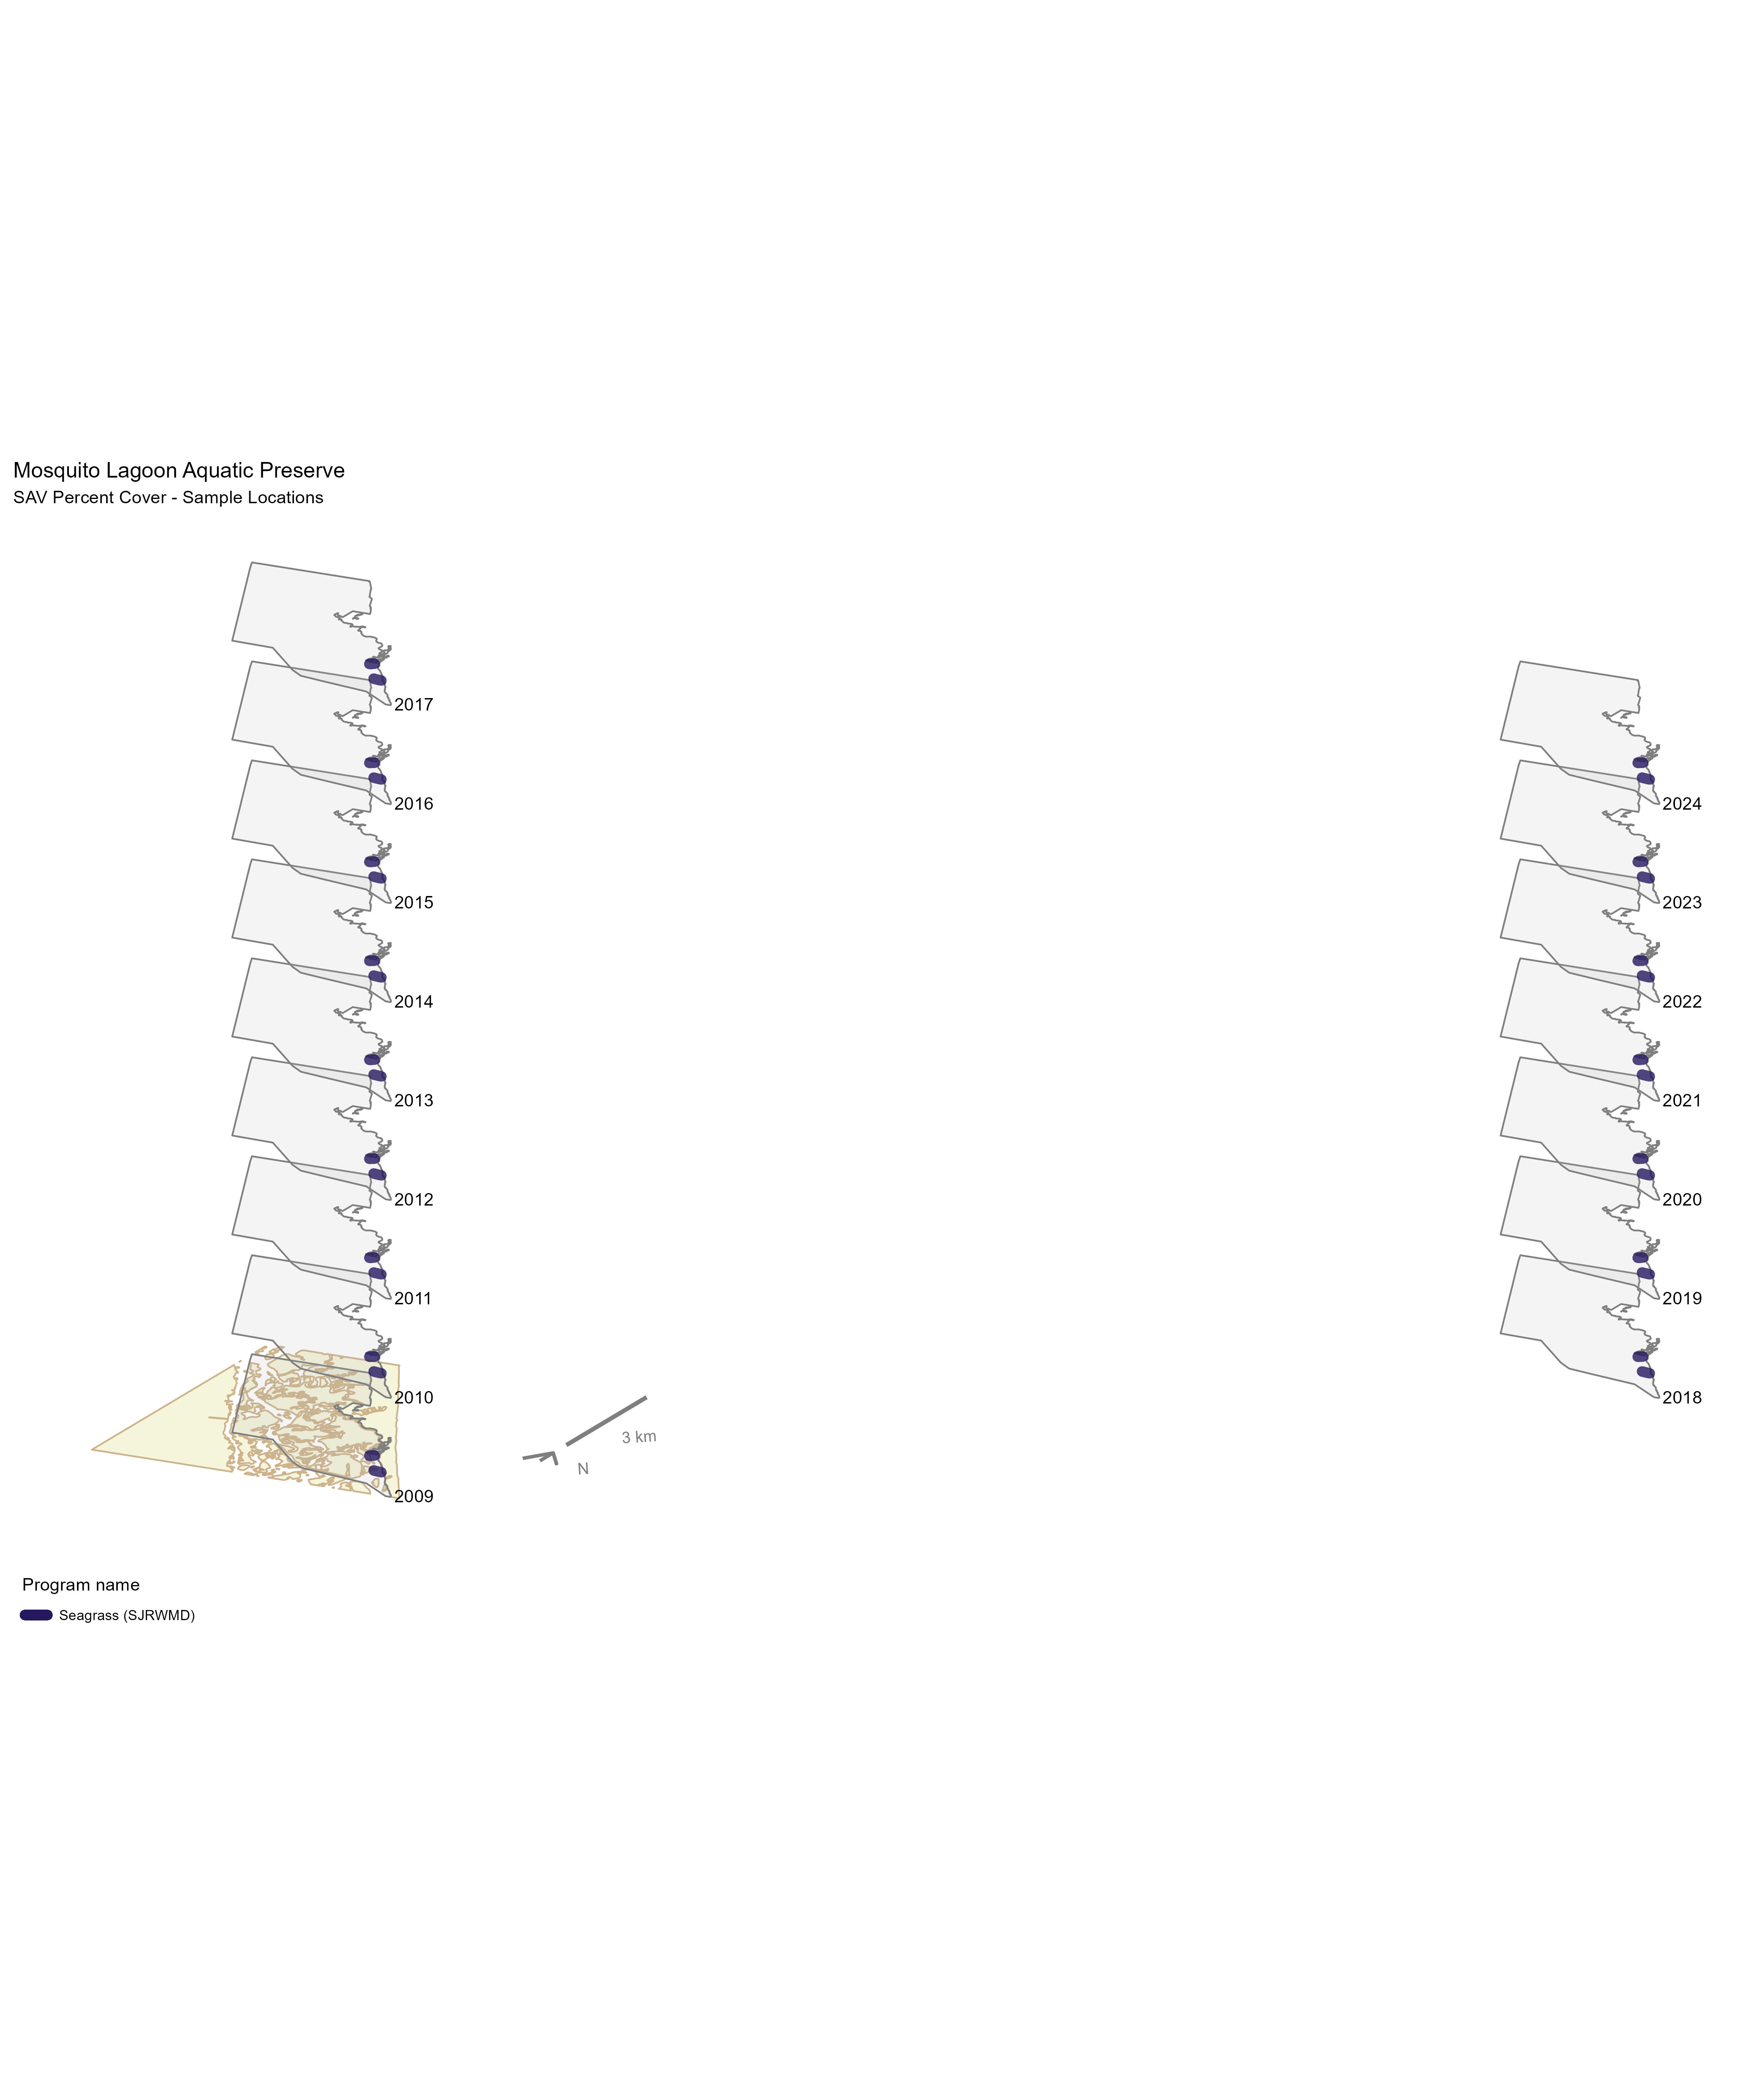 Mosquito Lagoon Aquatic Preserve
SAV Percent Cover - Sample Locations
2017
2016
2015
2014
2013
2012
2011
2010
2009
3 km
N
2024
2023
2022
2021
2020
2019
2018
Program name
Seagrass (SJRWMD)